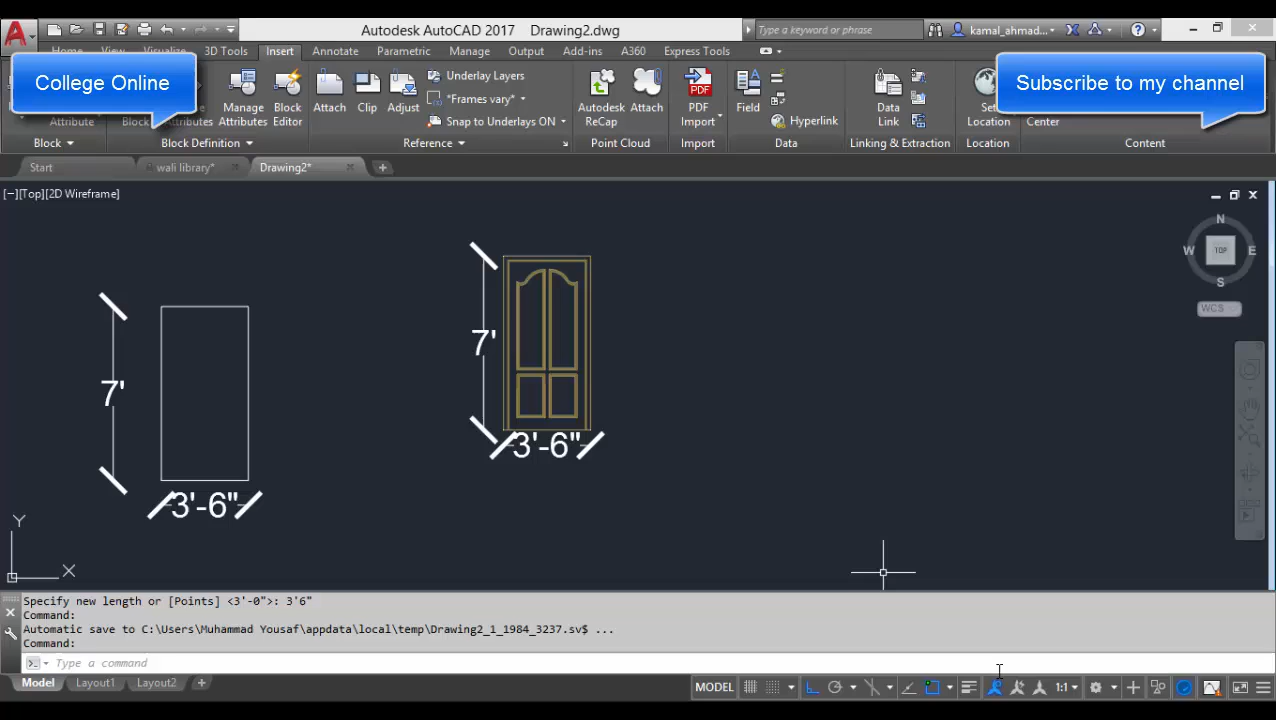 Autodesk AutoCAD 2017 Drawing2.dwg
Type a keyword or phrase
kamal_ahmad...
Home View Visualize 3D Tools Insert Annotate Parametric Manage Output Add-ins A360 Express Tools
College Online
Subscribe to my channel
Attribute
Block
Attributes
Manage
Attributes
Block
Editor
Attach
Clip
Adjust
Underlay Layers
*Frames vary*
Snap to Underlays ON
Autodesk
ReCap
Attach
PDF
Import
Field
Hyperlink
Data
Link
Set
Location
Center
Block
Block Definition
Reference
Point Cloud
Import
Data
Linking & Extraction
Location
Content
Start
wali library*
Drawing2*
[−][Top][2D Wireframe]
N
W
TOP
E
S
WCS
7'
3'-6"
7'
3'-6"
Y
X
Specify new length or [Points] <3'-0">: 3'6"
Command:
Automatic save to C:\Users\Muhammad Yousaf\appdata\local\temp\Drawing2_1_1984_3237.sv$ ...
Command:
Type a command
Model Layout1 Layout2
MODEL
1:1